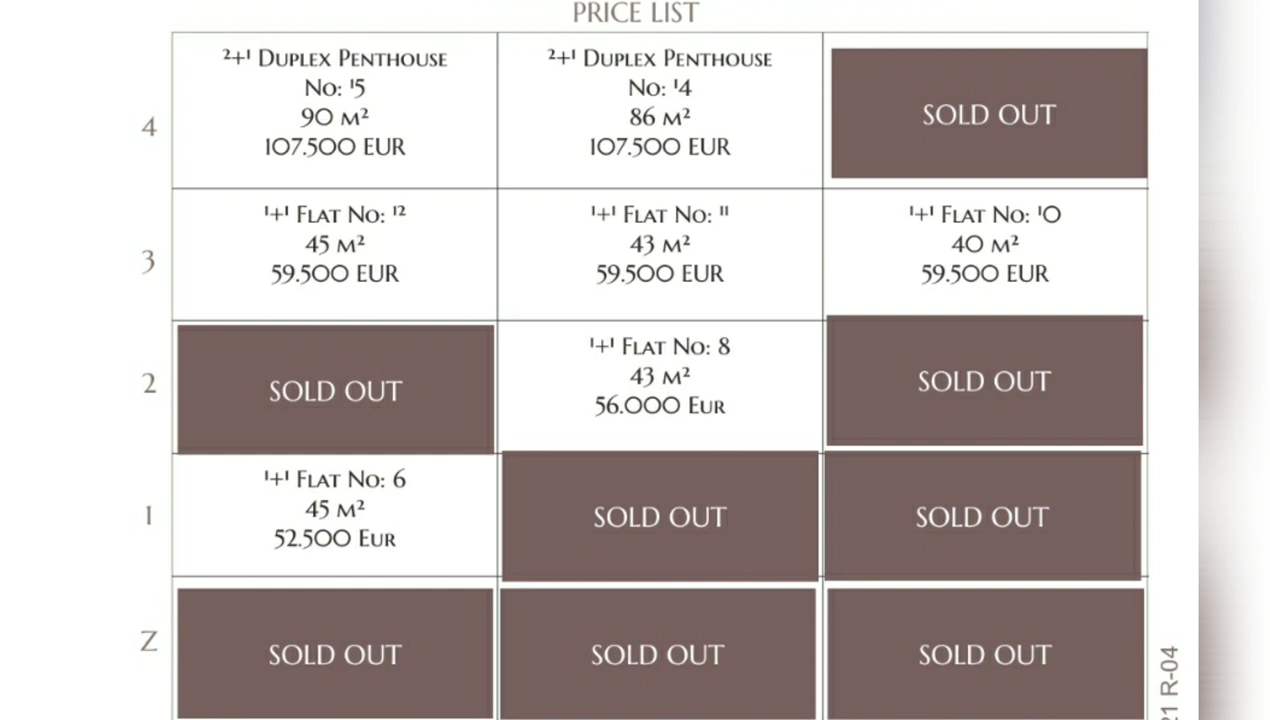 PRICE LIST
4
2+1 Duplex Penthouse
No: 15
90 m²
107.500 EUR
2+1 Duplex Penthouse
No: 14
86 m²
107.500 EUR
SOLD OUT
3
1+1 Flat No: 12
45 m²
59.500 EUR
1+1 Flat No: 11
43 m²
59.500 EUR
1+1 Flat No: 10
40 m²
59.500 EUR
2
SOLD OUT
1+1 Flat No: 8
43 m²
56.000 Eur
SOLD OUT
1
1+1 Flat No: 6
45 m²
52.500 Eur
SOLD OUT
SOLD OUT
Z
SOLD OUT
SOLD OUT
SOLD OUT
21 R-04